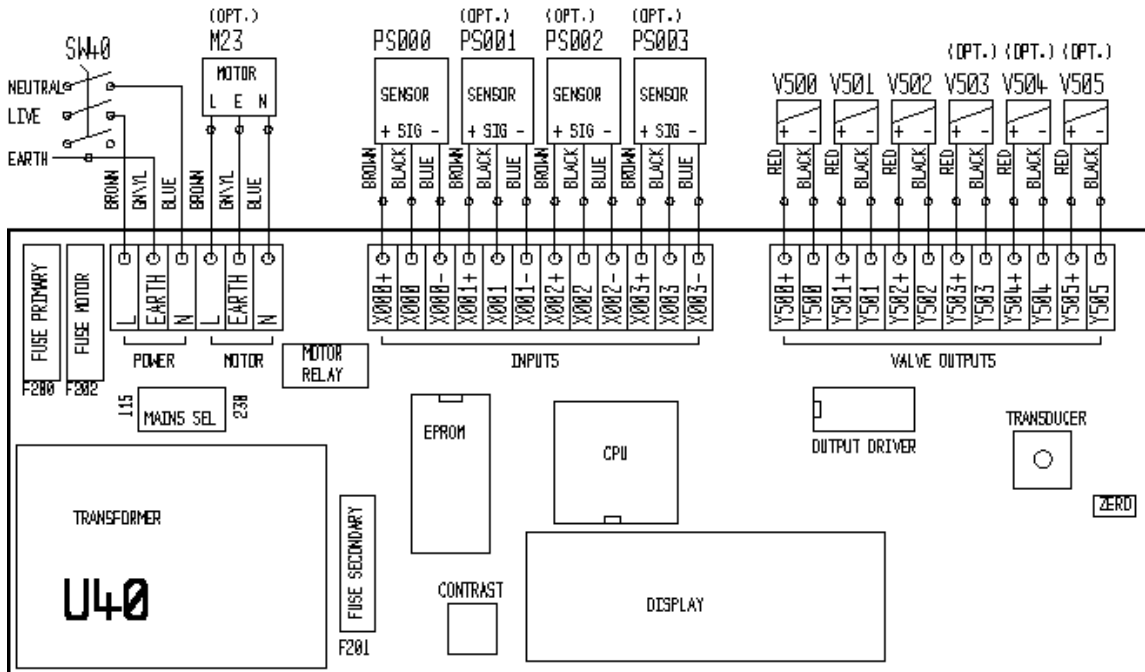 (OPT.) (OPT.) (OPT.) (OPT.)
SW40 M23 PS000 PS001 PS002 PS003 (OPT.) (OPT.) (OPT.)
V500 V501 V502 V503 V504 V505
NEUTRAL MOTOR SENSOR SENSOR SENSOR SENSOR
LIVE L E N
+ SIG - + SIG - + SIG - + SIG - + - + - + - + - + - + -
EARTH
BROWN GN\YL BLUE BROWN GN\YL BLUE BROWN BLACK BLUE BROWN BLACK BLUE BROWN BLACK BLUE BROWN BLACK BLUE RED BLACK RED BLACK RED BLACK RED BLACK RED BLACK RED BLACK
FUSE PRIMARY FUSE MOTOR L EARTH N L EARTH N X000+ X000 X000- X001+ X001 X001- X002+ X002 X002- X003+ X003 X003- Y500+ Y500 Y501+ Y501 Y502+ Y502 Y503+ Y503 Y504+ Y504 Y505+ Y505
POWER MOTOR MOTOR RELAY INPUTS VALVE OUTPUTS
F200 F202
115 MAINS SEL 230
EPROM CPU OUTPUT DRIVER TRANSDUCER
ZERO
TRANSFORMER
FUSE SECONDARY
U40 CONTRAST DISPLAY
F201